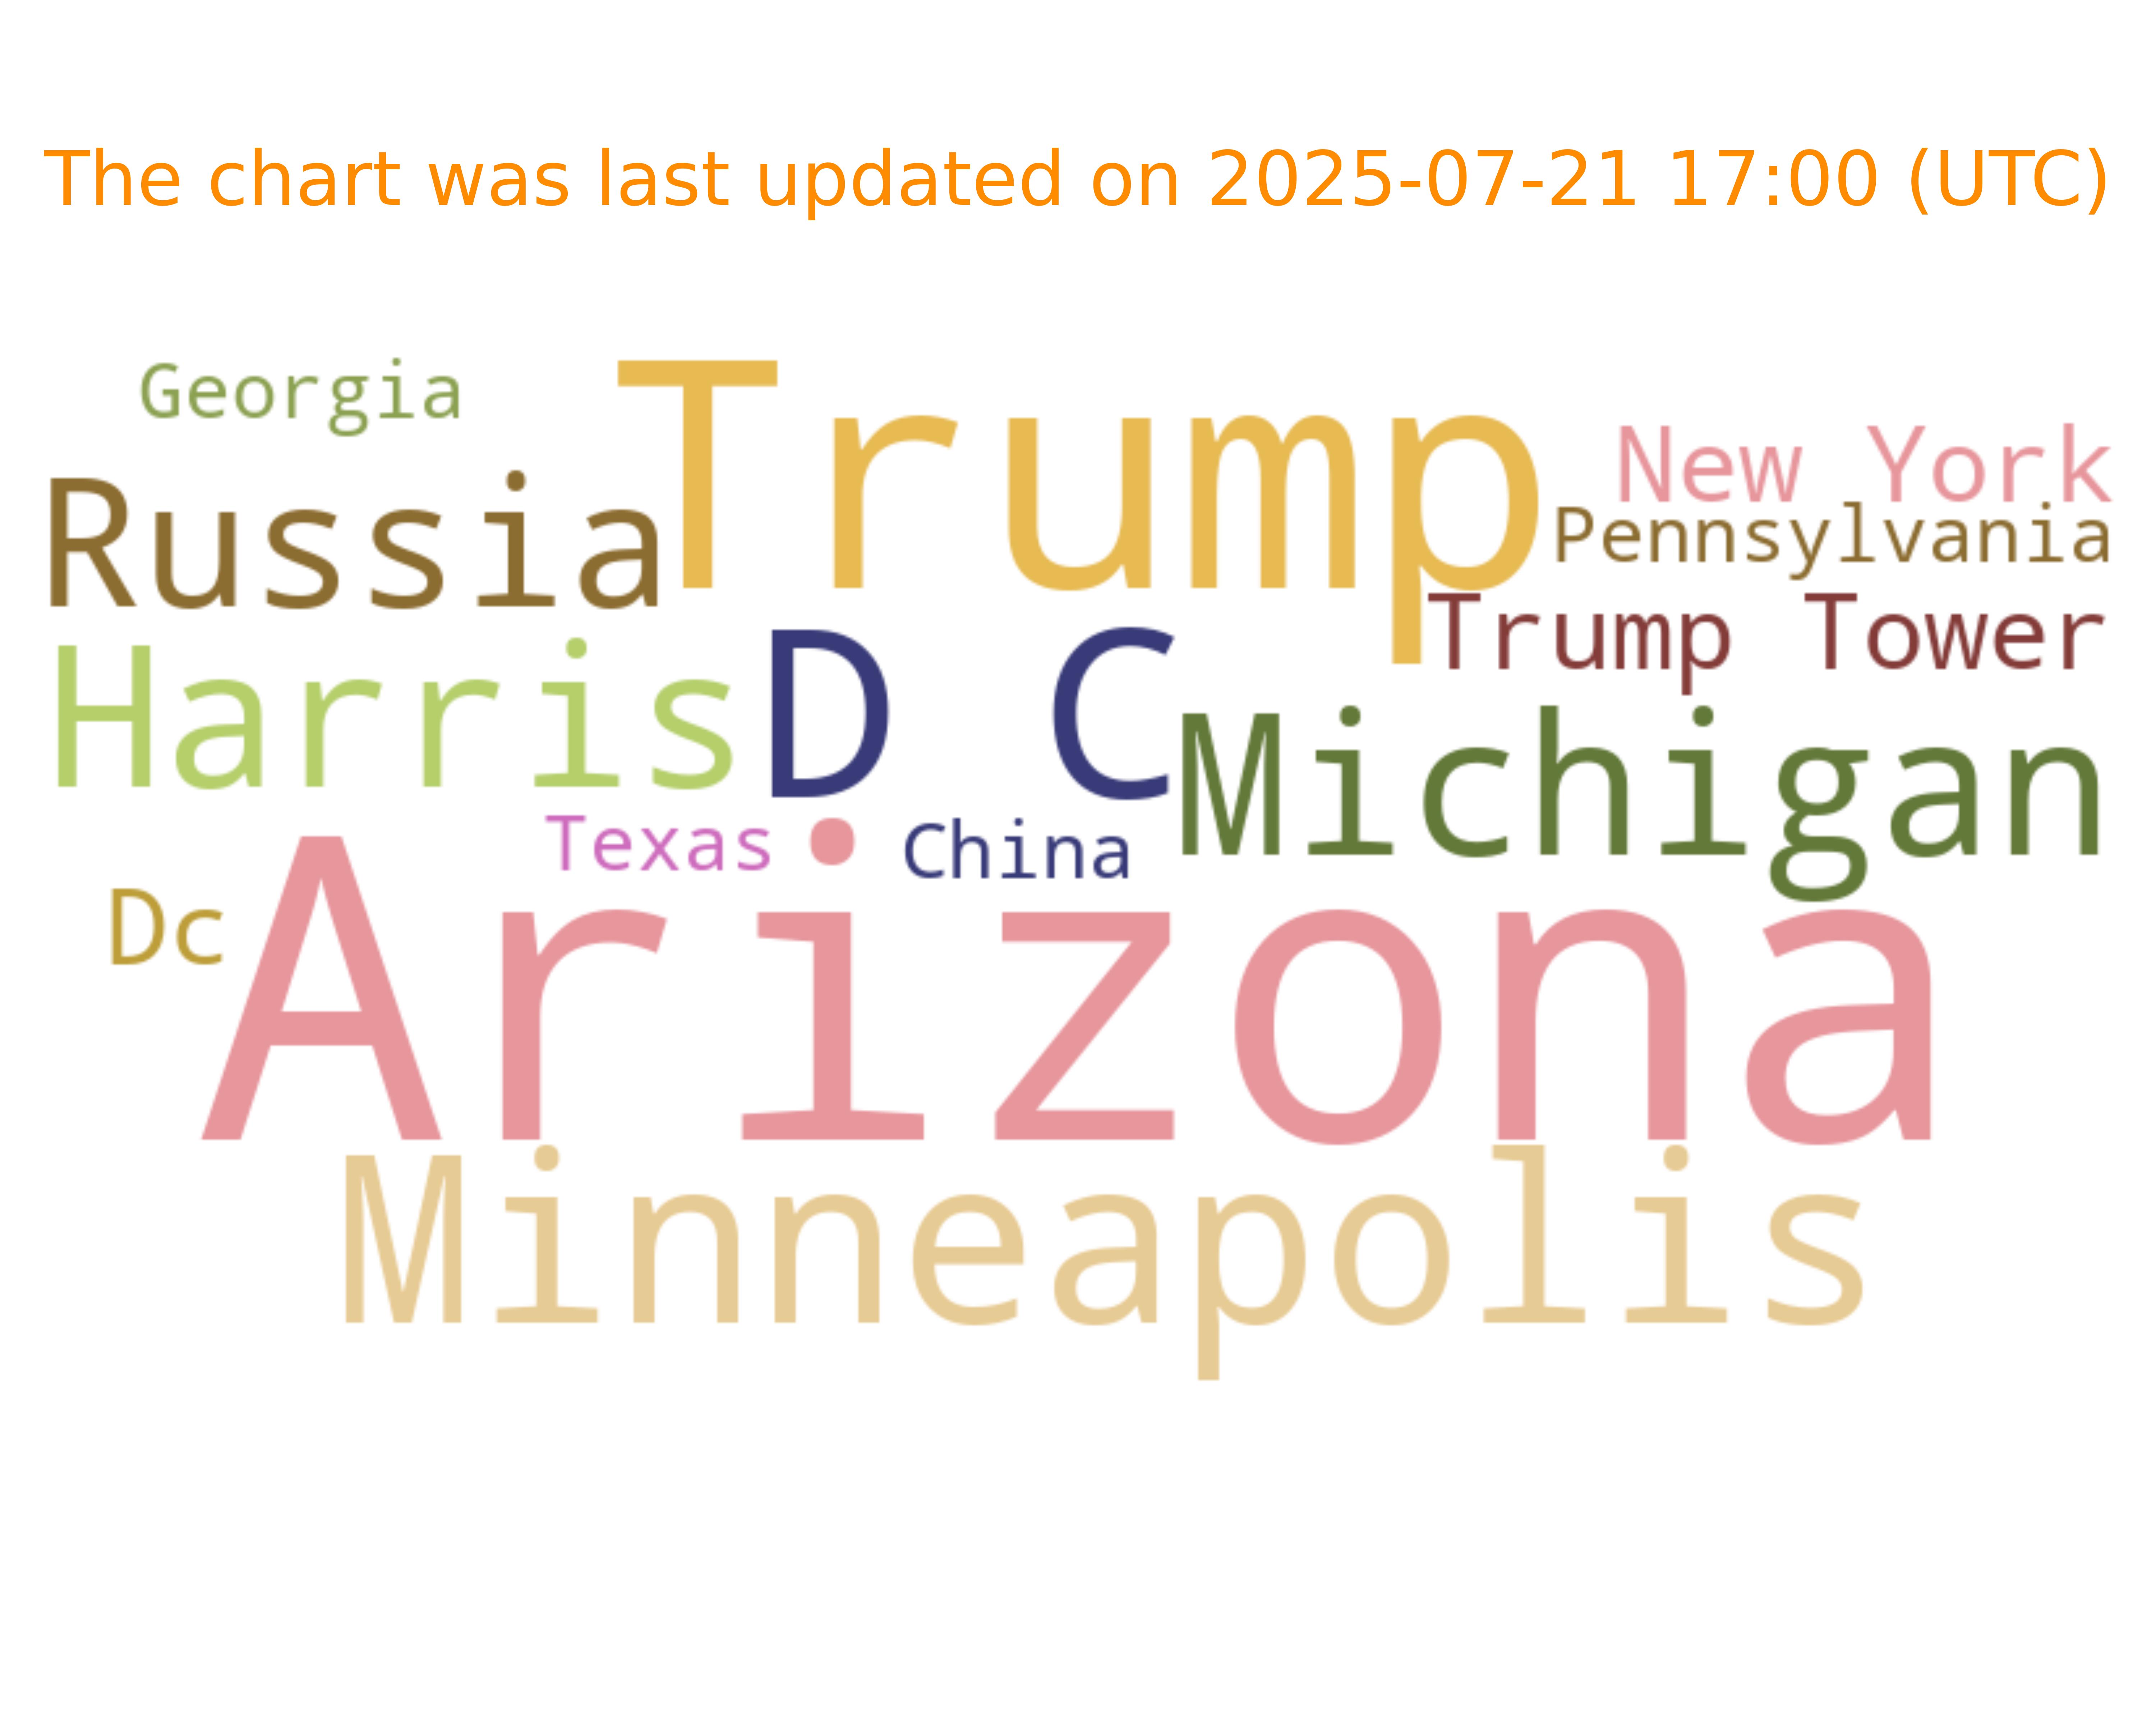 The chart was last updated on 2025-07-21 17:00 (UTC)
Georgia
Trump
New York
Russia
Pennsylvania
Trump Tower
Harris
D C
Michigan
Texas
China
Dc
Arizona
Minneapolis